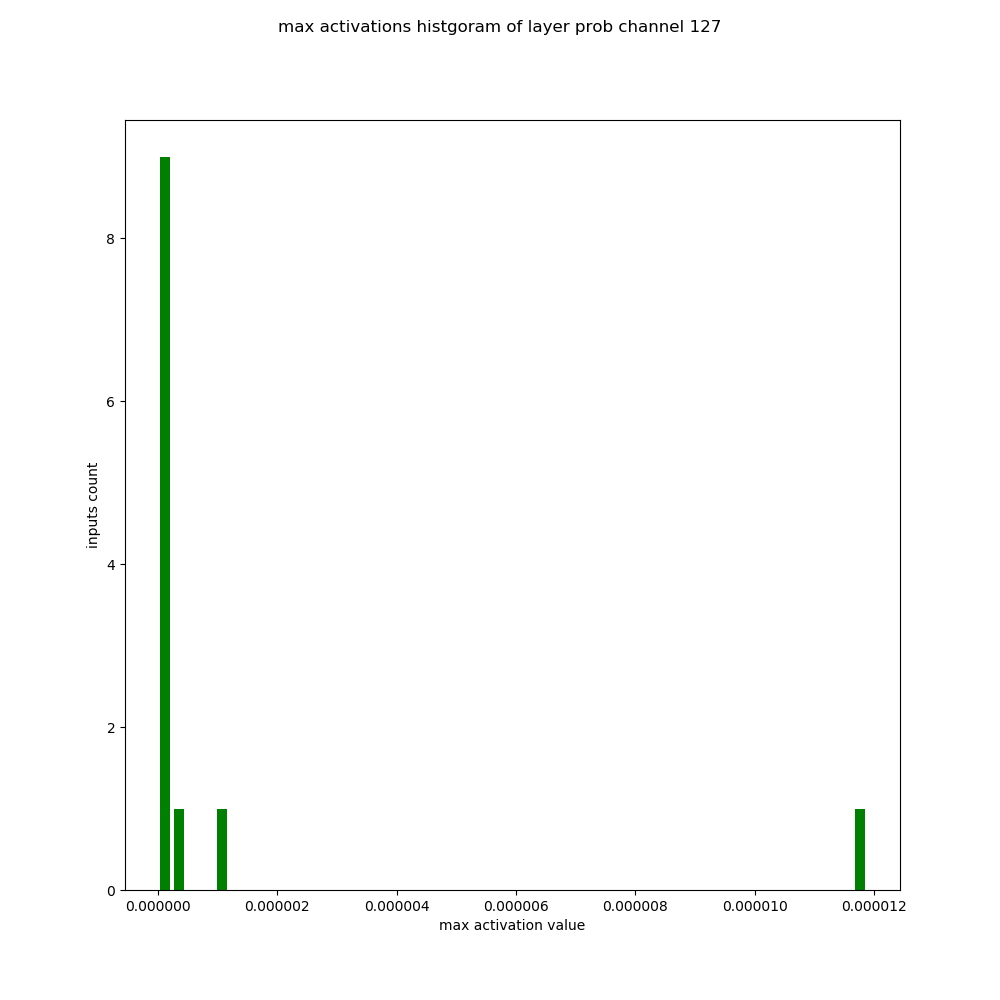 max activations histgoram of layer prob channel 127
8
6
4
2
0
inputs count
0.000000 0.000002 0.000004 0.000006 0.000008 0.000010 0.000012
max activation value